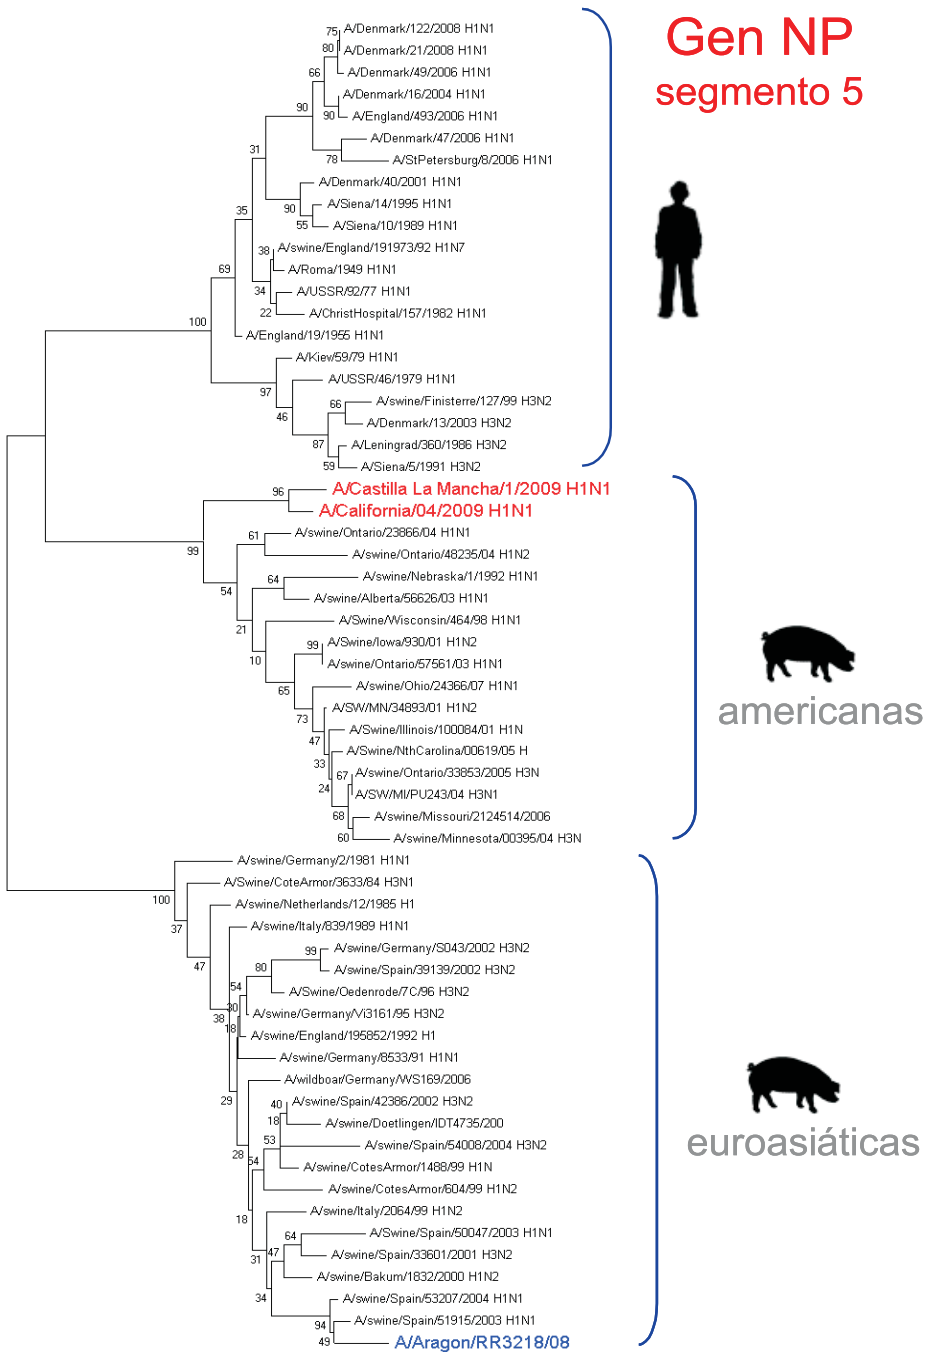 Gen NP
segmento 5
75
A/Denmark/122/2008 H1N1
80
A/Denmark/21/2008 H1N1
66
A/Denmark/49/2006 H1N1
90
A/Denmark/16/2004 H1N1
90
A/England/493/2006 H1N1
A/Denmark/47/2006 H1N1
31
78
A/StPetersburg/8/2006 H1N1
A/Denmark/40/2001 H1N1
35
90
A/Siena/14/1995 H1N1
55
A/Siena/10/1989 H1N1
38
A/swine/England/191973/92 H1N7
69
A/Roma/1949 H1N1
34
A/USSR/92/77 H1N1
22
A/ChristHospital/157/1982 H1N1
100
A/England/19/1955 H1N1
A/Kiev/59/79 H1N1
97
A/USSR/46/1979 H1N1
66
A/swine/Finisterre/127/99 H3N2
46
A/Denmark/13/2003 H3N2
87
A/Leningrad/360/1986 H3N2
59
A/Siena/5/1991 H3N2
96
A/Castilla La Mancha/1/2009 H1N1
A/California/04/2009 H1N1
99
61
A/swine/Ontario/23866/04 H1N1
A/swine/Ontario/48235/04 H1N2
54
64
A/swine/Nebraska/1/1992 H1N1
A/swine/Alberta/56626/03 H1N1
21
A/Swine/Wisconsin/464/98 H1N1
10
99
A/Swine/Iowa/930/01 H1N2
A/swine/Ontario/57561/03 H1N1
65
A/swine/Ohio/24366/07 H1N1
73
A/SW/MN/34893/01 H1N2
47
A/Swine/Illinois/100084/01 H1N
33
A/Swine/NthCarolina/00619/05 H
67
A/swine/Ontario/33853/2005 H3N
24
A/SW/MI/PU243/04 H3N1
68
A/swine/Missouri/2124514/2006
60
A/swine/Minnesota/00395/04 H3N
americanas
A/swine/Germany/2/1981 H1N1
100
A/Swine/CoteArmor/3633/84 H3N1
37
A/swine/Netherlands/12/1985 H1
47
A/swine/Italy/839/1989 H1N1
99
A/swine/Germany/S043/2002 H3N2
80
A/swine/Spain/39139/2002 H3N2
54
A/Swine/Oedenrode/7C/96 H3N2
30
38
A/swine/Germany/Vi3161/95 H3N2
18
A/swine/England/195852/1992 H1
A/swine/Germany/8533/91 H1N1
29
A/wildboar/Germany/WS169/2006
40
A/swine/Spain/42386/2002 H3N2
18
A/swine/Doetlingen/IDT4735/200
53
A/swine/Spain/54008/2004 H3N2
28
54
A/swine/CotesArmor/1488/99 H1N
A/swine/CotesArmor/604/99 H1N2
18
A/swine/Italy/2064/99 H1N2
64
A/Swine/Spain/50047/2003 H1N1
31
47
A/swine/Spain/33601/2001 H3N2
A/swine/Bakum/1832/2000 H1N2
34
A/swine/Spain/53207/2004 H1N1
94
A/swine/Spain/51915/2003 H1N1
49
A/Aragon/RR3218/08
euroasiáticas